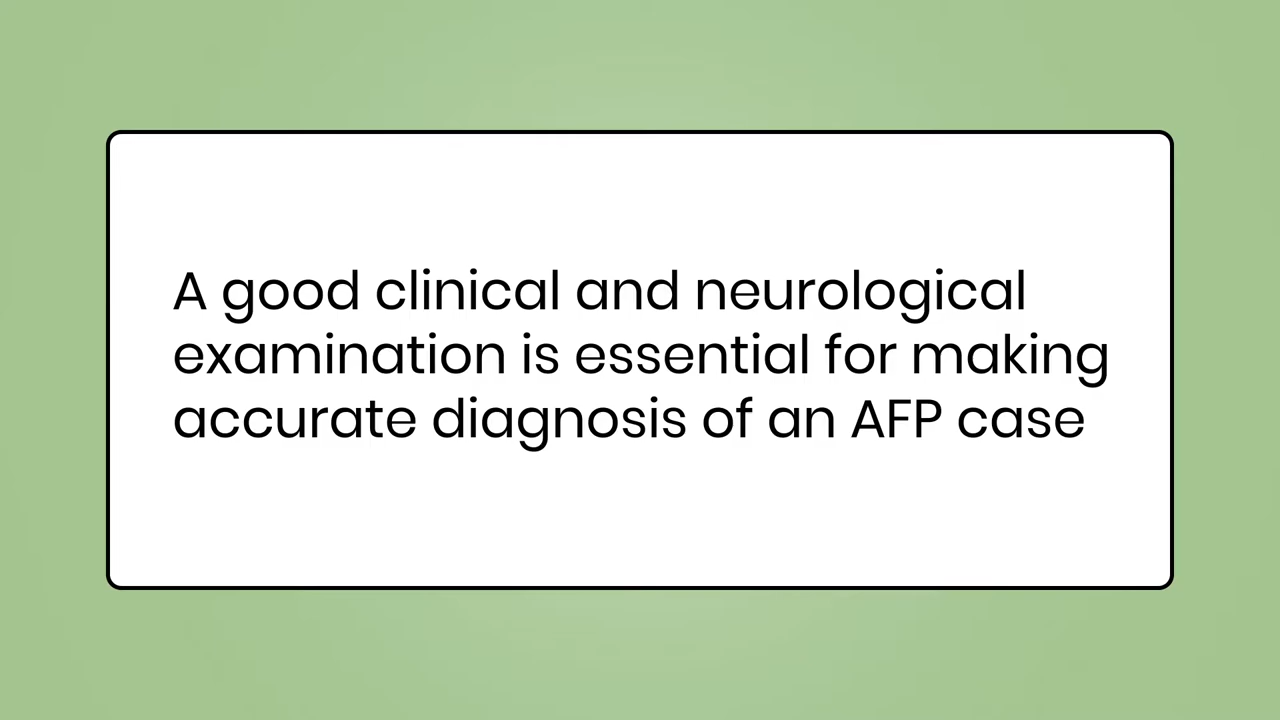 A good clinical and neurological
examination is essential for making
accurate diagnosis of an AFP case